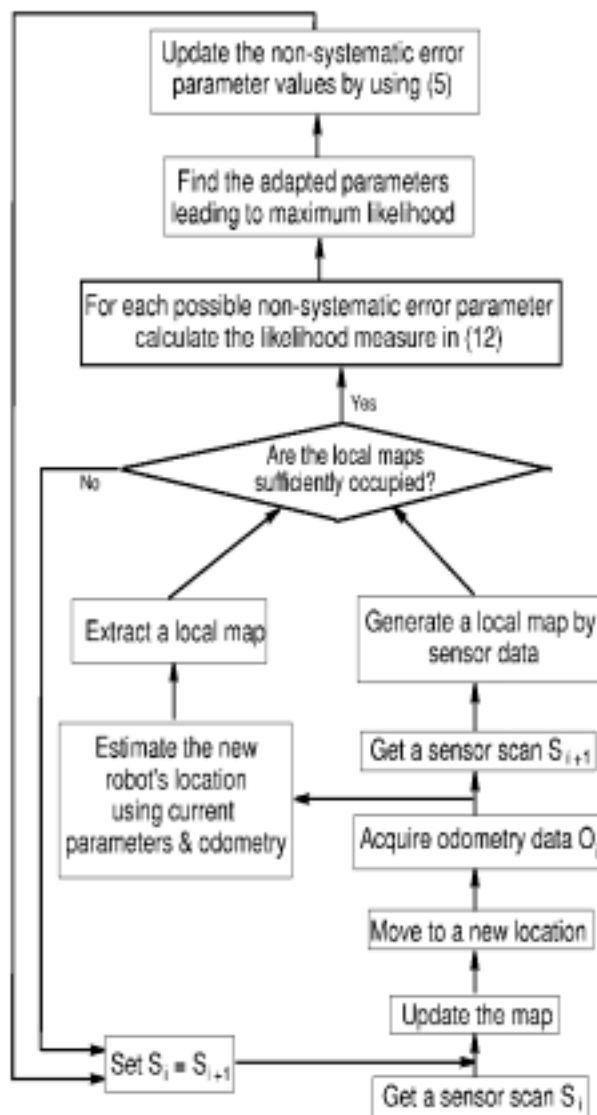 Update the non-systematic error
parameter values by using (5)
Find the adapted parameters
leading to maximum likelihood
For each possible non-systematic error parameter
calculate the likelihood measure in (12)
Yes
Are the local maps
sufficiently occupied?
No
Extract a local map
Generate a local map by
sensor data
Estimate the new
robot's location
using current
parameters & odometry
Get a sensor scan S i+1
Acquire odometry data O i
Move to a new location
Update the map
Set S i = S i+1
Get a sensor scan S i